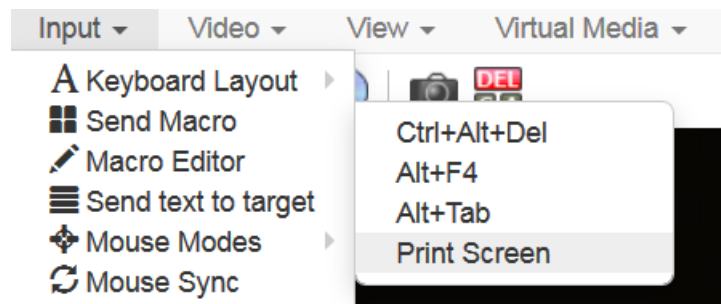 Input Video View Virtual Media
Keyboard Layout
Send Macro
Macro Editor
Send text to target
Mouse Modes
Mouse Sync
DEL
Ctrl+Alt+Del
Alt+F4
Alt+Tab
Print Screen